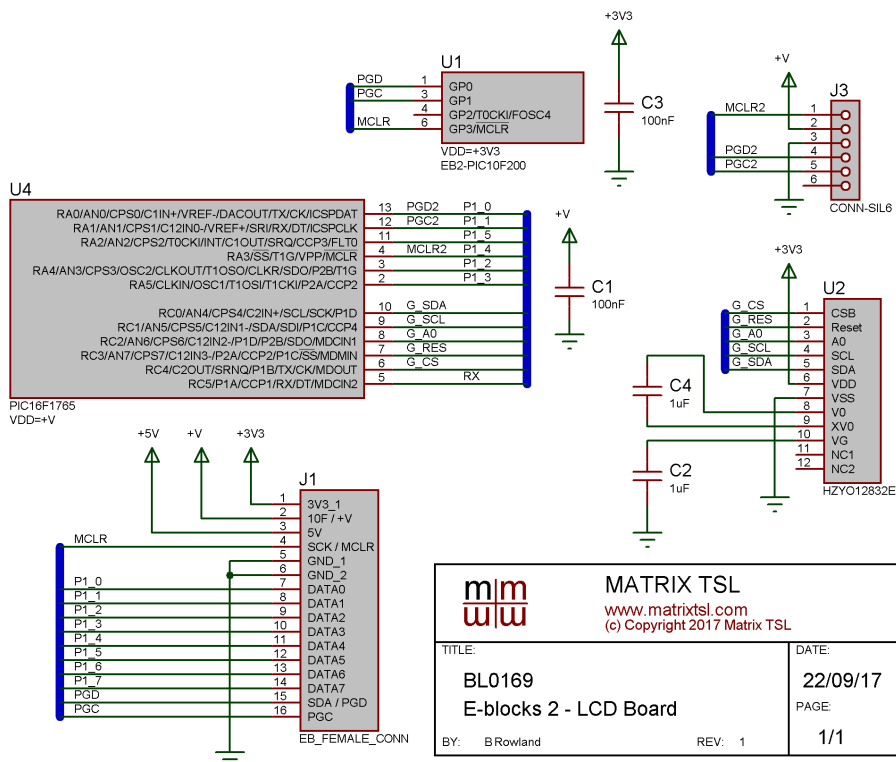 +3V3
U1
PGD 1 GP0
PGC 3 GP1
4 GP2/T0CKI/FOSC4
MCLR 6 GP3/MCLR
VDD=+3V3
EB2-PIC10F200
C3
100nF
+V
J3
MCLR2 1
2
3
PGD2 4
PGC2 5
6
CONN-SIL6
U4
RA0/AN0/CPS0/C1IN+/VREF-/DACOUT/TX/CK/ICSPDAT 13 PGD2 P1_0
RA1/AN1/CPS1/C12IN0-/VREF+/SRI/RX/DT/ICSPCLK 12 PGC2 P1_1
RA2/AN2/CPS2/T0CKI/INT/C1OUT/SRQ/CCP3/FLT0 11 P1_5
RA3/SS/T1G/VPP/MCLR 4 MCLR2 P1_4
RA4/AN3/CPS3/OSC2/CLKOUT/T1OSO/CLKR/SDO/P2B/T1G 3 P1_2
RA5/CLKIN/OSC1/T1OSI/T1CKI/P2A/CCP2 2 P1_3
RC0/AN4/CPS4/C2IN+/SCL/SCK/P1D 10 G_SDA
RC1/AN5/CPS5/C12IN1-/SDA/SDI/P1C/CCP4 9 G_SCL
RC2/AN6/CPS6/C12IN2-/P1D/P2B/SDO/MDCIN1 8 G_A0
RC3/AN7/CPS7/C12IN3-/P2A/CCP2/P1C/SS/MDMIN 7 G_RES
RC4/C2OUT/SRNQ/P1B/TX/CK/MDOUT 6 G_CS
RC5/P1A/CCP1/RX/DT/MDCIN2 5 RX
PIC16F1765
VDD=+V
+V
C1
100nF
+3V3
U2
G_CS 1 CSB
G_RES 2 Reset
G_A0 3 A0
G_SCL 4 SCL
G_SDA 5 SDA
6 VDD
7 VSS
8 V0
9 XV0
10 VG
11 NC1
12 NC2
HZYO12832E
C4
1uF
C2
1uF
+5V +V +3V3
J1
1 3V3_1
2 10F / +V
3 5V
MCLR 4 SCK / MCLR
5 GND_1
6 GND_2
P1_0 7 DATA0
P1_1 8 DATA1
P1_2 9 DATA2
P1_3 10 DATA3
P1_4 11 DATA4
P1_5 12 DATA5
P1_6 13 DATA6
P1_7 14 DATA7
PGD 15 SDA / PGD
PGC 16 PGC
EB_FEMALE_CONN
mm
MATRIX TSL
www.matrixtsl.com
(c) Copyright 2017 Matrix TSL
TITLE:
BL0169
E-blocks 2 - LCD Board
BY: B Rowland REV: 1
DATE:
22/09/17
PAGE:
1/1